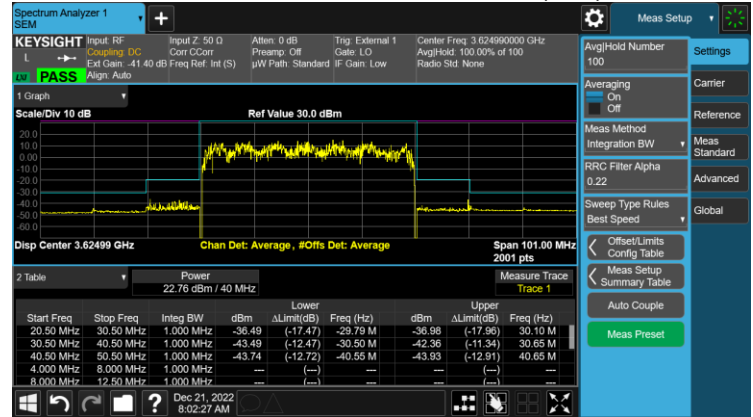 Spectrum Analyzer 1
SEM
+
Meas Setup
KEYSIGHT
L
LXI PASS
Input: RF
Coupling: DC
Ext Gain: -41.40 dB
Align: Auto
Input Z: 50 Ω
Corr CCorr
Freq Ref: Int (S)
Atten: 0 dB
Preamp: Off
µW Path: Standard
Trig: External 1
Gate: LO
IF Gain: Low
Center Freq: 3.624990000 GHz
Avg|Hold: 100.00% of 100
Radio Std: None
1 Graph
Scale/Div 10 dB
Ref Value 30.0 dBm
20.0
10.0
0.00
-10.0
-20.0
-30.0
-40.0
-50.0
-60.0
Disp Center 3.62499 GHz
Chan Det: Average, #Offs Det: Average
Span 101.00 MHz
2001 pts
2 Table
Power
22.76 dBm / 40 MHz
Measure Trace
Trace 1
Lower Upper
Start Freq Stop Freq Integ BW dBm ΔLimit(dB) Freq (Hz) dBm ΔLimit(dB) Freq (Hz)
20.50 MHz 30.50 MHz 1.000 MHz -36.49 (-17.47) -29.79 M -36.98 (-17.96) 30.10 M
30.50 MHz 40.50 MHz 1.000 MHz -43.49 (-12.47) -30.50 M -42.36 (-11.34) 30.65 M
40.50 MHz 50.50 MHz 1.000 MHz -43.74 (-12.72) -40.55 M -43.93 (-12.91) 40.65 M
4.000 MHz 8.000 MHz 1.000 MHz --- (---) --- (---)
8.000 MHz 12.50 MHz 1.000 MHz --- (---) --- (---)
?
Dec 21, 2022
8:02:27 AM
Avg|Hold Number
100
Averaging
On
Off
Meas Method
Integration BW
RRC Filter Alpha
0.22
Sweep Type Rules
Best Speed
Offset/Limits
Config Table
Meas Setup
Summary Table
Auto Couple
Meas Preset
Settings
Carrier
Reference
Meas
Standard
Advanced
Global